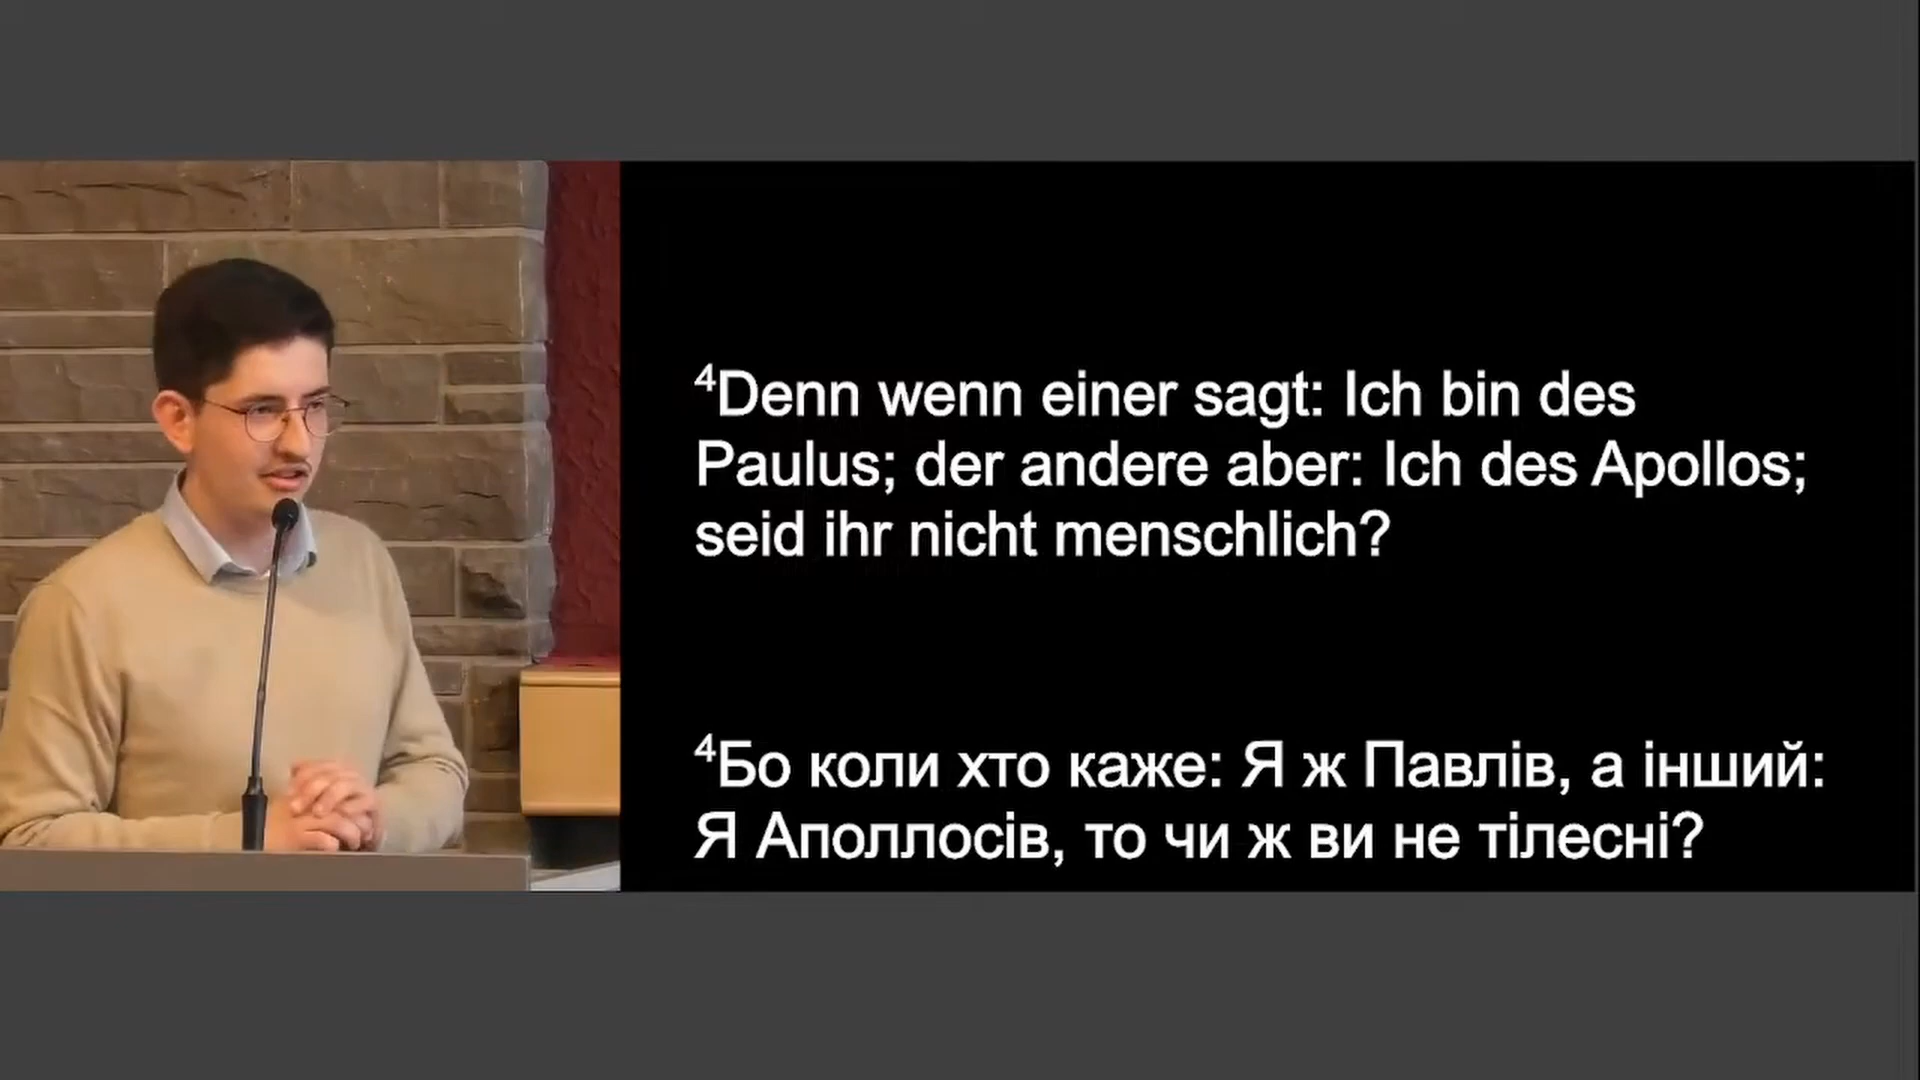 ⁴Denn wenn einer sagt: Ich bin des
Paulus; der andere aber: Ich des Apollos;
seid ihr nicht menschlich?
⁴Бо коли хто каже: Я ж Павлів, а інший:
Я Аполлосів, то чи ж ви не тілесні?